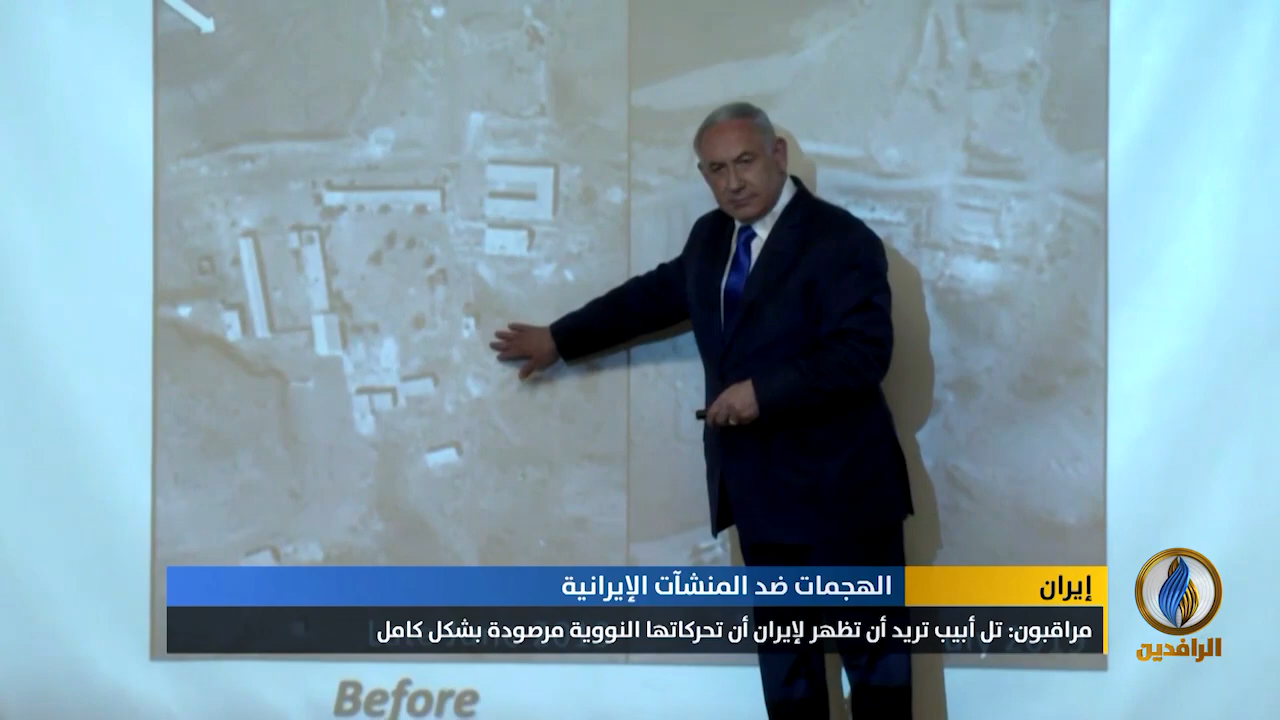 إيران
الهجمات ضد المنشآت الإيرانية
مراقبون: تل أبيب تريد أن تظهر لإيران أن تحركاتها النووية مرصودة بشكل كامل
الرافدين
Before